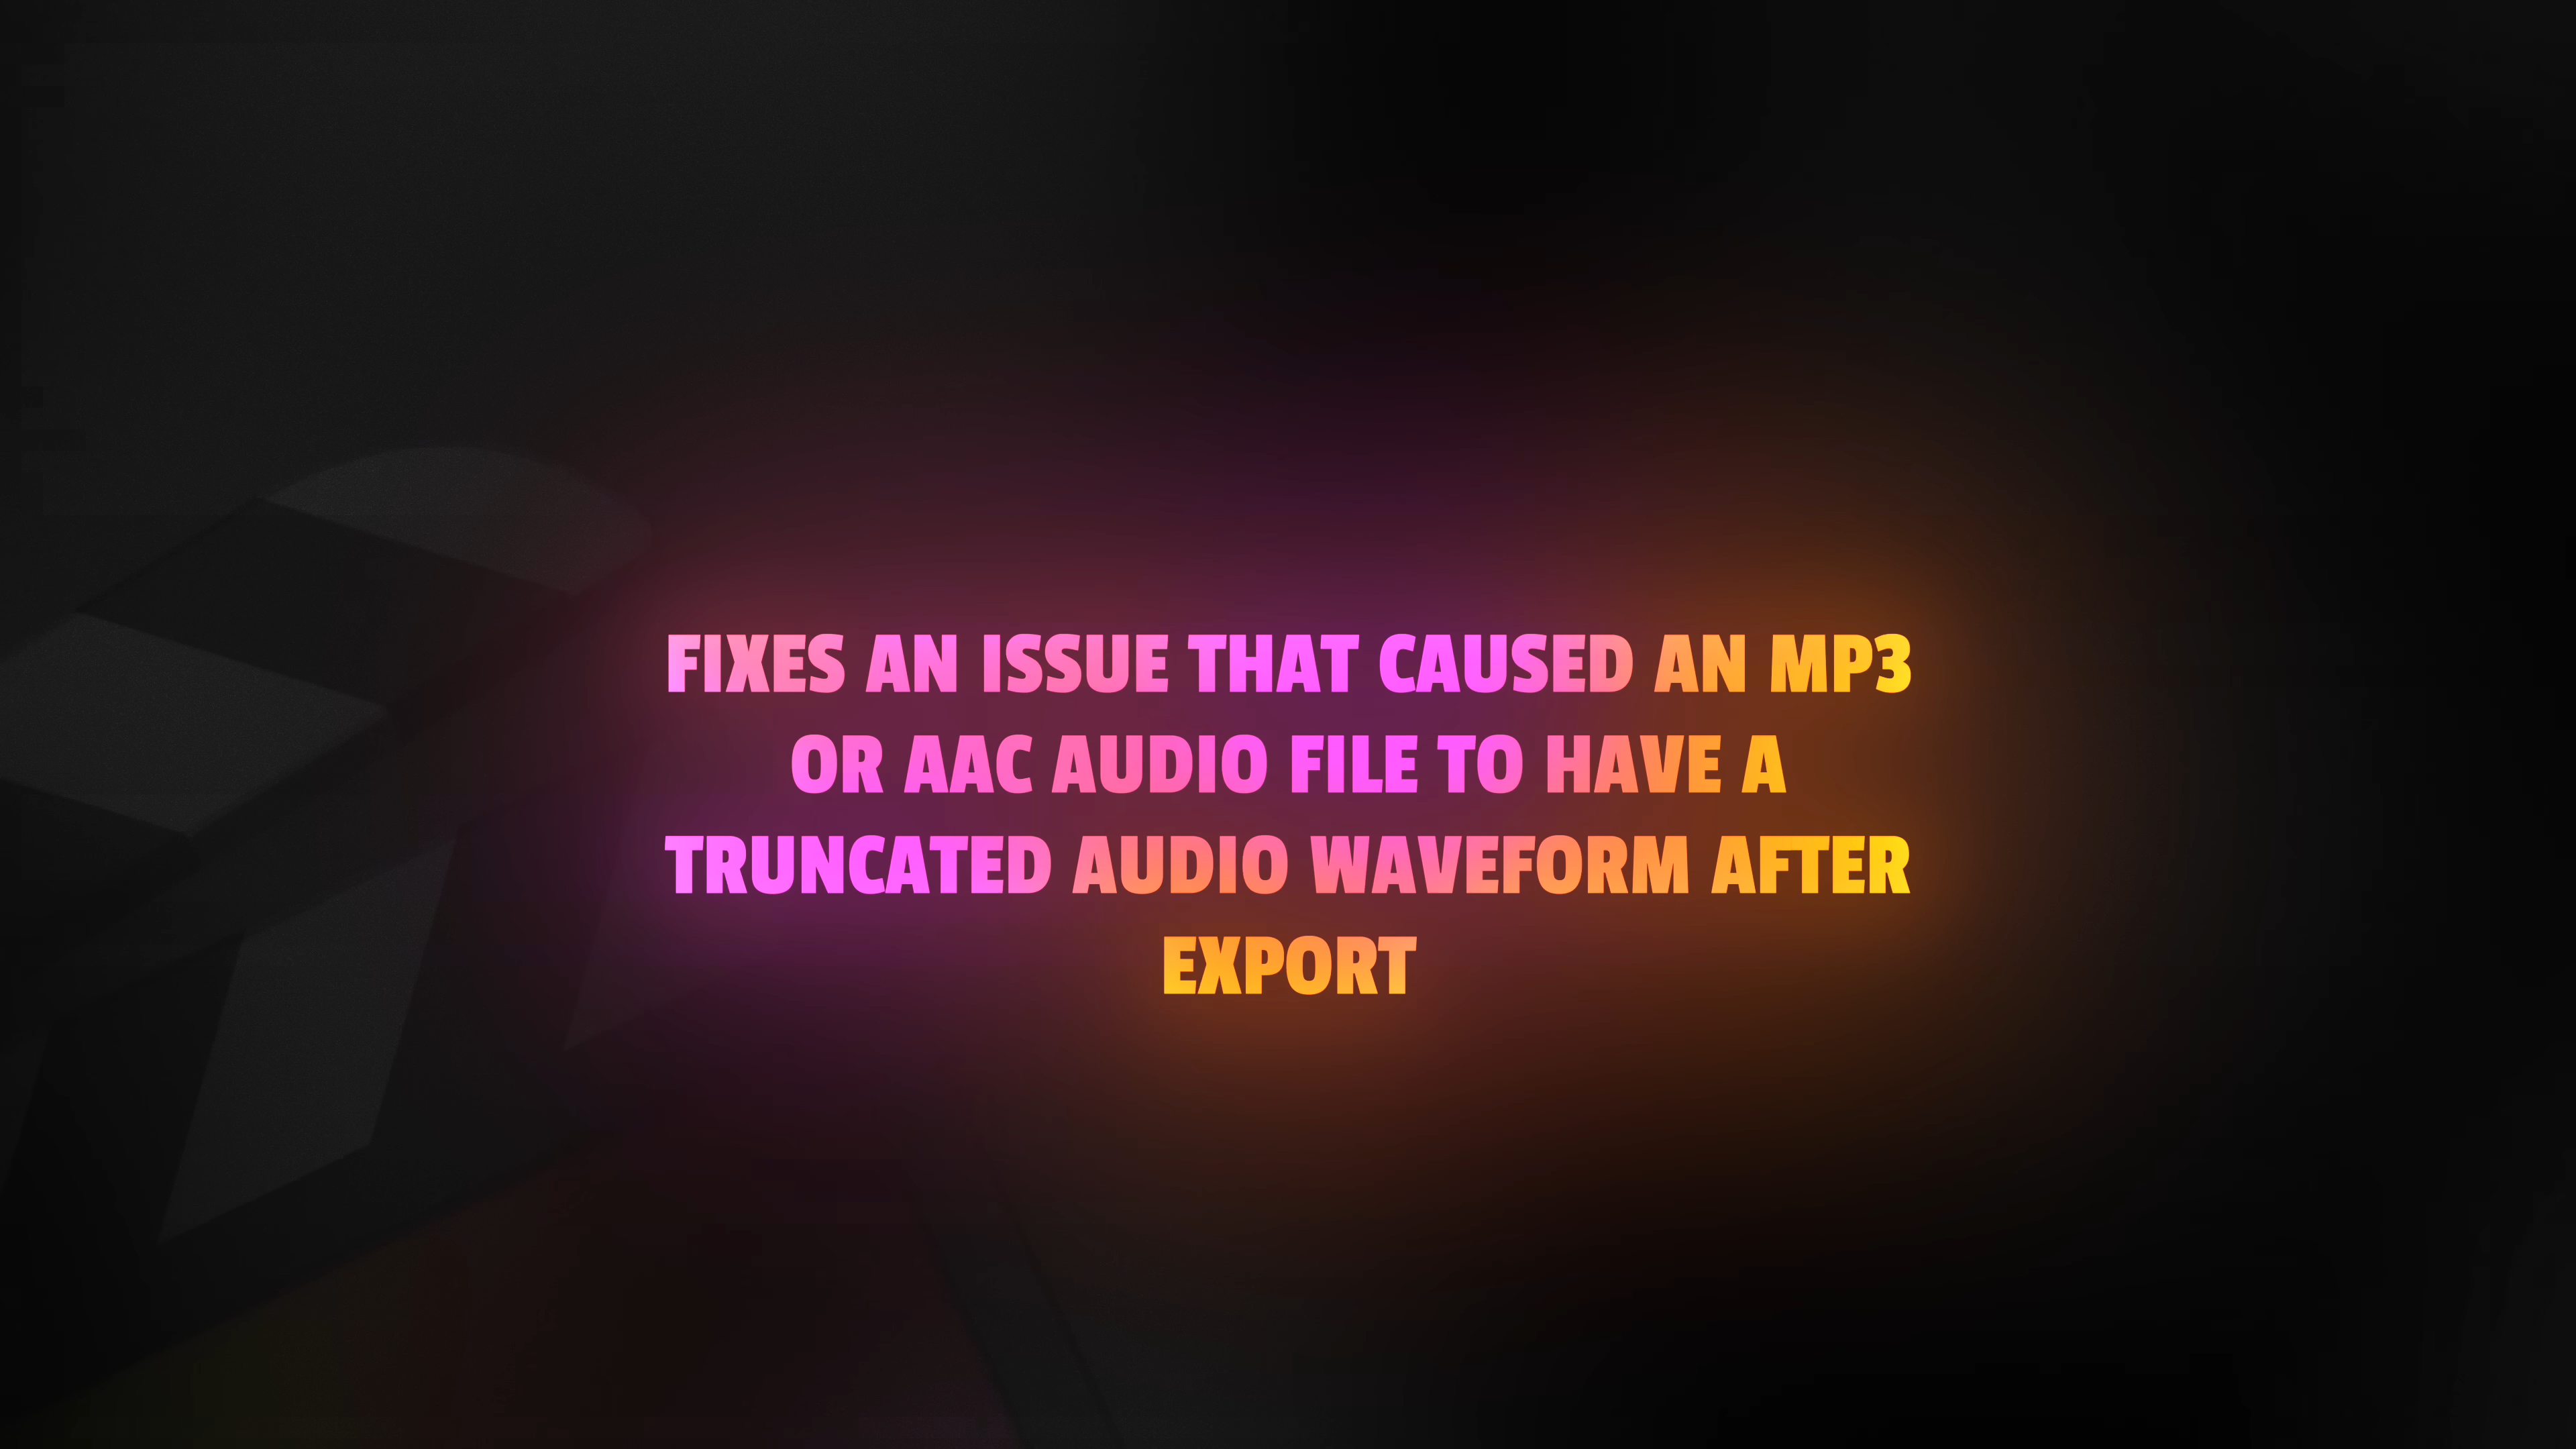 FIXES AN ISSUE THAT CAUSED AN MP3
OR AAC AUDIO FILE TO HAVE A
TRUNCATED AUDIO WAVEFORM AFTER
EXPORT